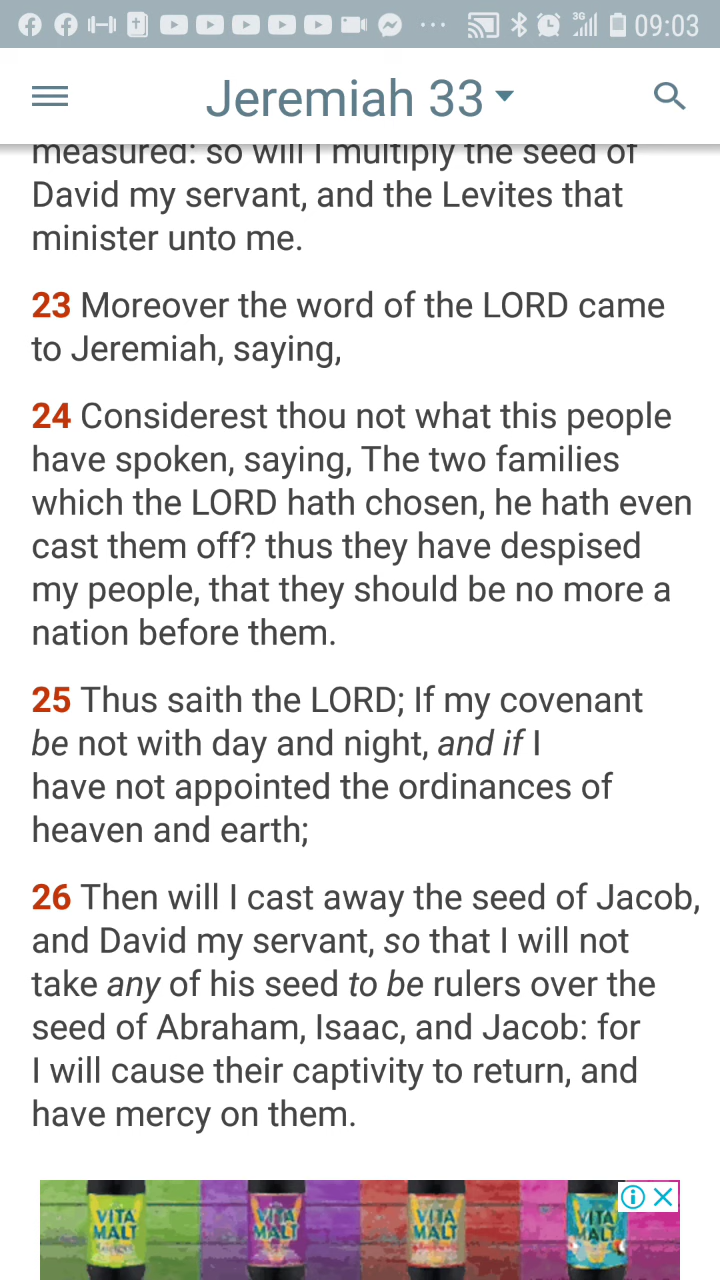 3G 09:03
Jeremiah 33
measured: so will I multiply the seed of
David my servant, and the Levites that
minister unto me.
23 Moreover the word of the LORD came
to Jeremiah, saying,
24 Considerest thou not what this people
have spoken, saying, The two families
which the LORD hath chosen, he hath even
cast them off? thus they have despised
my people, that they should be no more a
nation before them.
25 Thus saith the LORD; If my covenant
be not with day and night, and if I
have not appointed the ordinances of
heaven and earth;
26 Then will I cast away the seed of Jacob,
and David my servant, so that I will not
take any of his seed to be rulers over the
seed of Abraham, Isaac, and Jacob: for
I will cause their captivity to return, and
have mercy on them.
VITA MALT VITA MALT VITA MALT VITA MALT